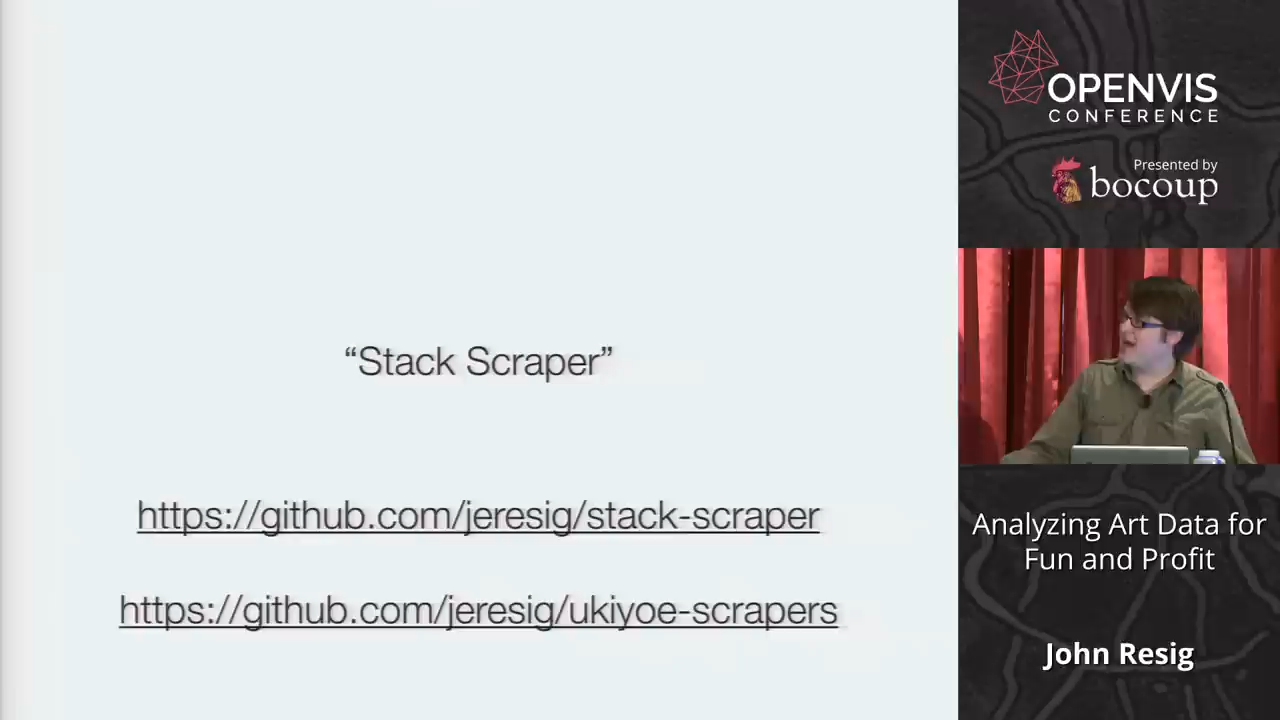 “Stack Scraper”
https://github.com/jeresig/stack-scraper
https://github.com/jeresig/ukiyoe-scrapers
OPENVIS
CONFERENCE
Presented by
bocoup
Analyzing Art Data for
Fun and Profit
John Resig